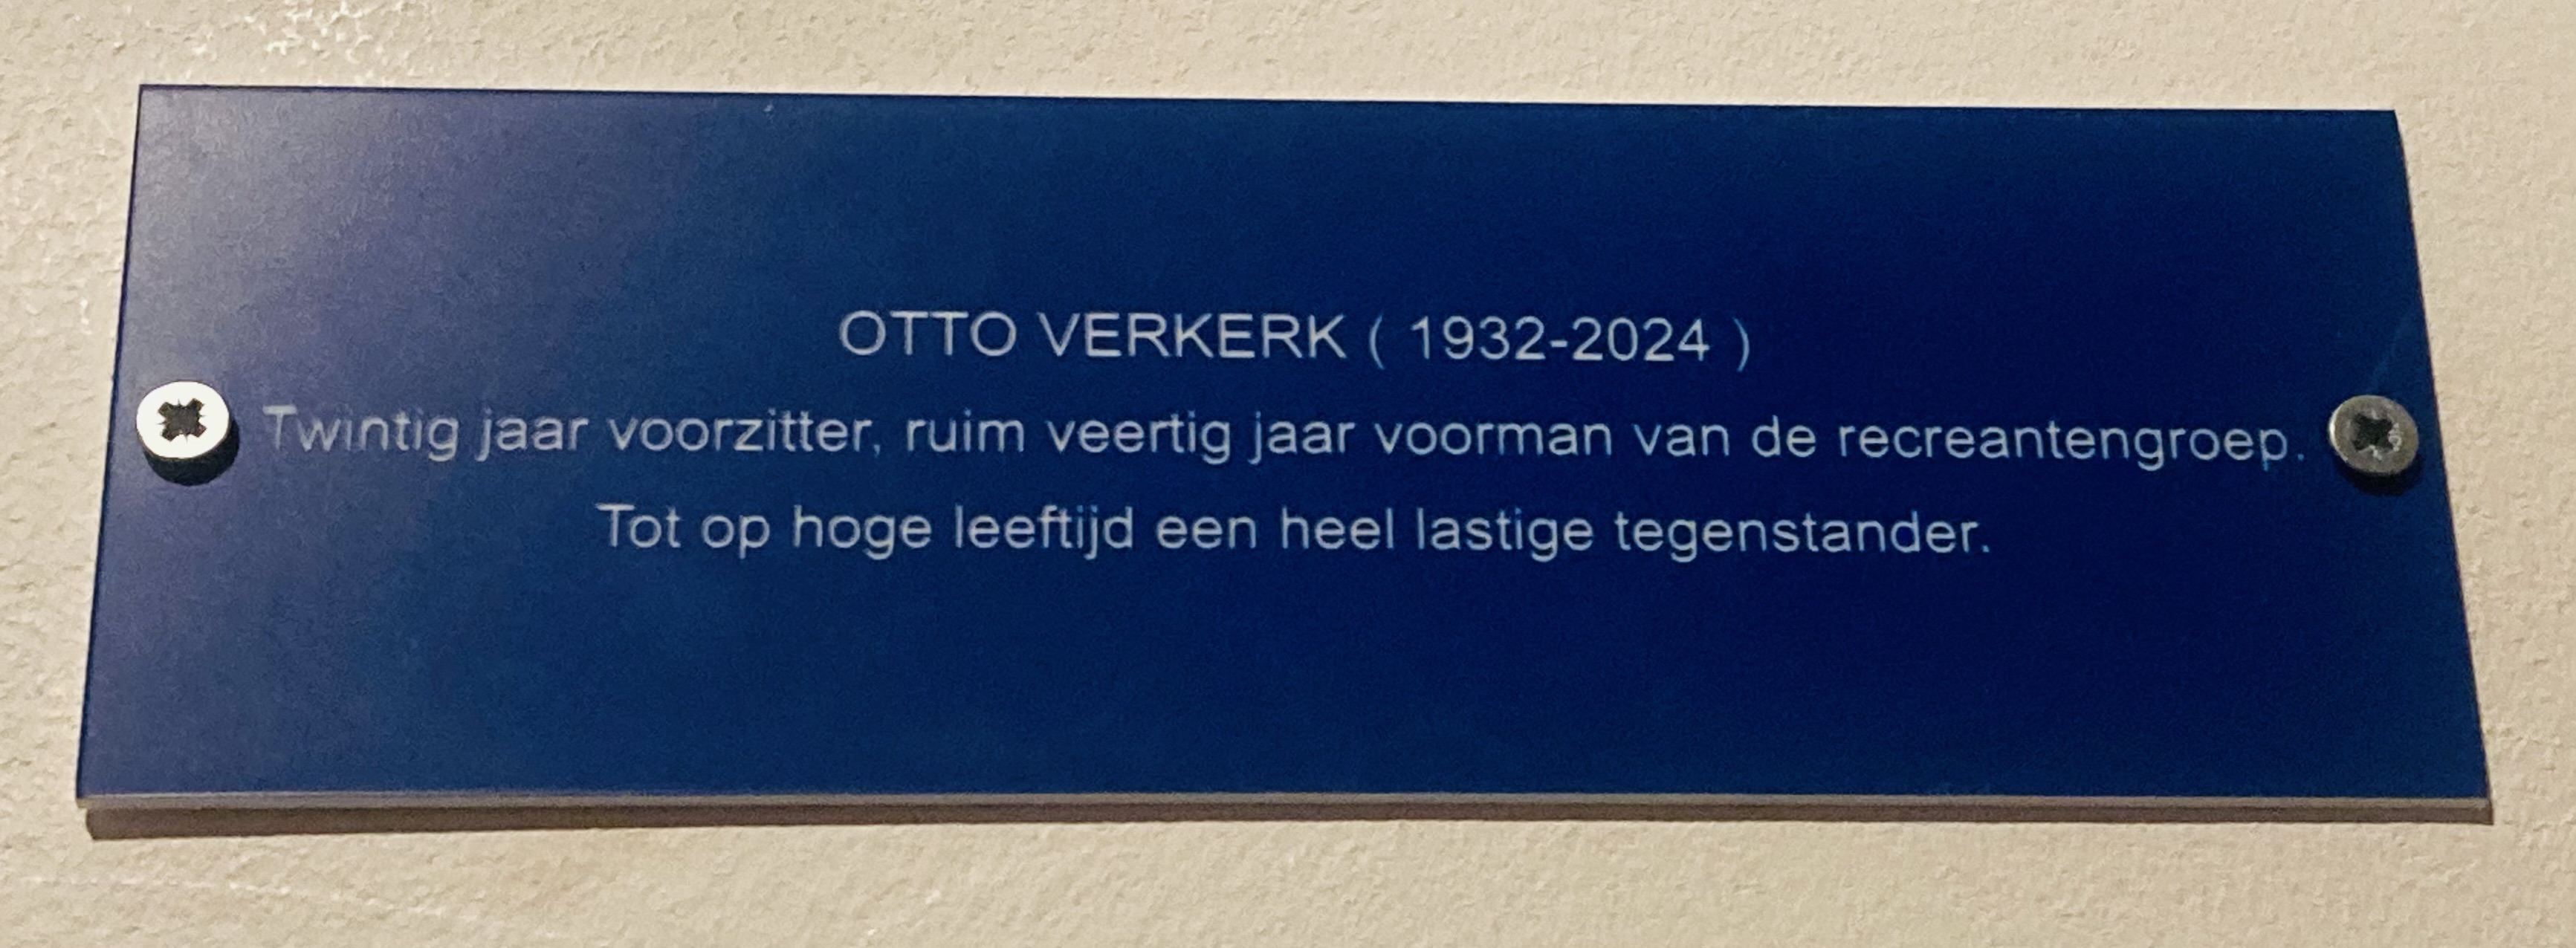 OTTO VERKERK ( 1932-2024 )
Twintig jaar voorzitter, ruim veertig jaar voorman van de recreantengroep.
Tot op hoge leeftijd een heel lastige tegenstander.